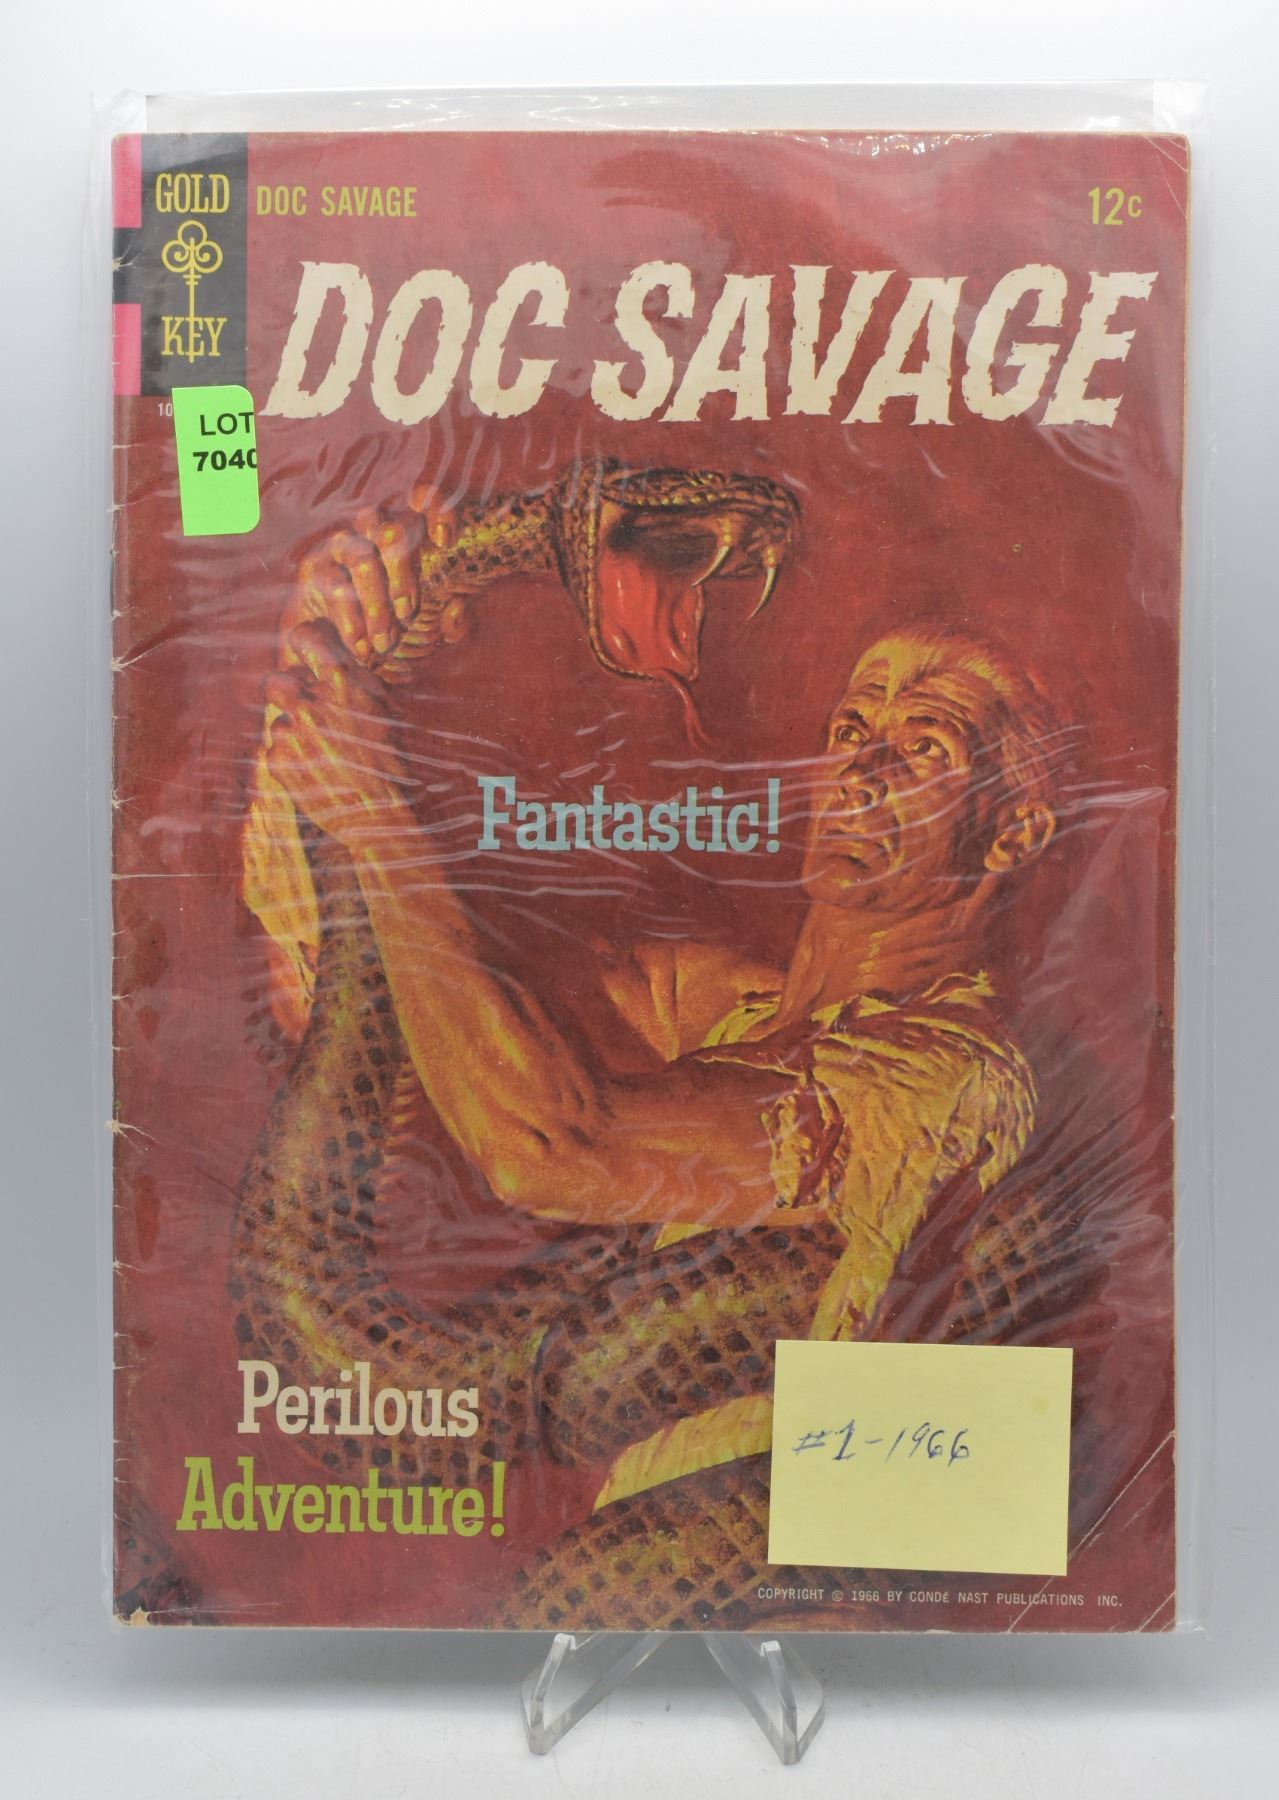 GOLD
KEY
DOC SAVAGE
12c
DOC SAVAGE
10
LOT
7040
Fantastic!
Perilous
Adventure!
#1-1966
COPYRIGHT © 1966 BY CONDÉ NAST PUBLICATIONS INC.